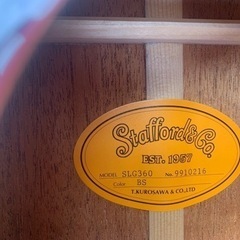 Stafford & Co.
EST. 1967
MODEL SLG360 No. 9910216
Color BS
T.KUROSAWA & CO.,LTD